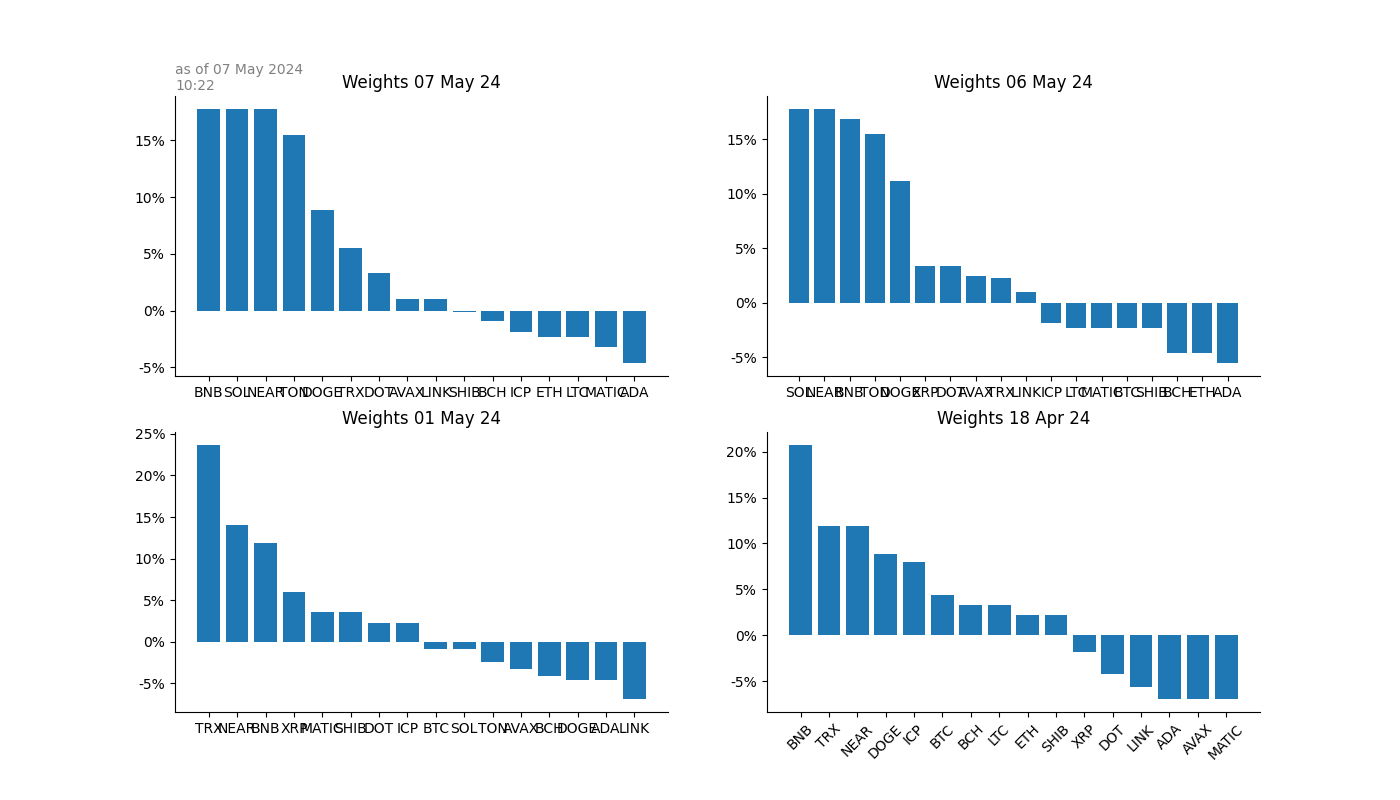 as of 07 May 2024
10:22
Weights 07 May 24
15%
10%
5%
0%
-5%
BNB SOL NEAR TON DOGE TRX DOT AVAX LINK SHIB BCH ICP ETH LTC MATIC ADA
Weights 06 May 24
15%
10%
5%
0%
-5%
SOL NEAR BNB TON DOGE XRP DOT AVAX TRX LINK ICP LTC MATIC BTC SHIB BCH ETH ADA
Weights 01 May 24
25%
20%
15%
10%
5%
0%
-5%
TRX NEAR BNB XRP MATIC SHIB DOT ICP BTC SOL TON AVAX BCH DOGE ADA LINK
Weights 18 Apr 24
20%
15%
10%
5%
0%
-5%
BNB TRX NEAR DOGE ICP BTC BCH LTC ETH SHIB XRP DOT LINK ADA AVAX MATIC